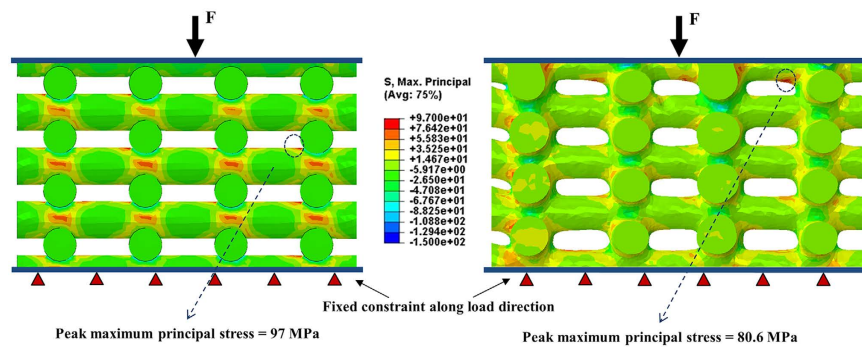 F
F
S, Max. Principal
(Avg: 75%)
+9.700e+01
+7.642e+01
+5.583e+01
+3.525e+01
+1.467e+01
-5.917e+00
-2.650e+01
-4.708e+01
-6.767e+01
-8.825e+01
-1.088e+02
-1.294e+02
-1.500e+02
Fixed constraint along load direction
Peak maximum principal stress = 97 MPa
Peak maximum principal stress = 80.6 MPa